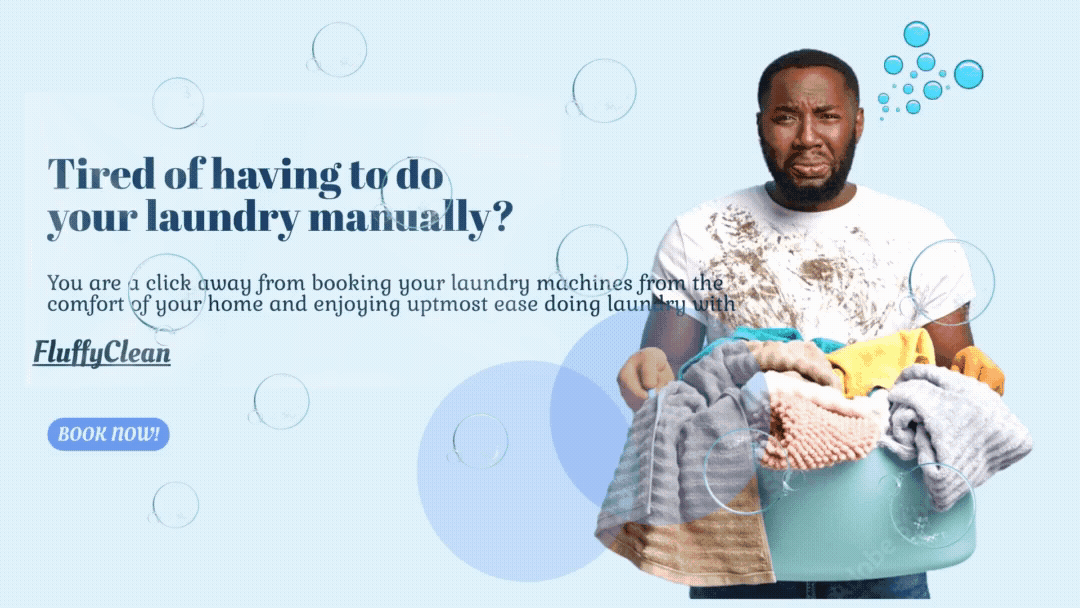 Tired of having to do
your laundry manually?
You are a click away from booking your laundry machines from the
comfort of your home and enjoying uptmost ease doing laundry with
FluffyClean
BOOK NOW!